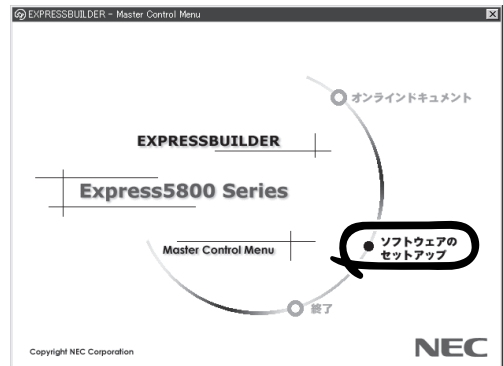 EXPRESSBUILDER - Master Control Menu
オンラインドキュメント
EXPRESSBUILDER
Express5800 Series
Master Control Menu
ソフトウェアの
セットアップ
終了
Copyright NEC Corporation
NEC